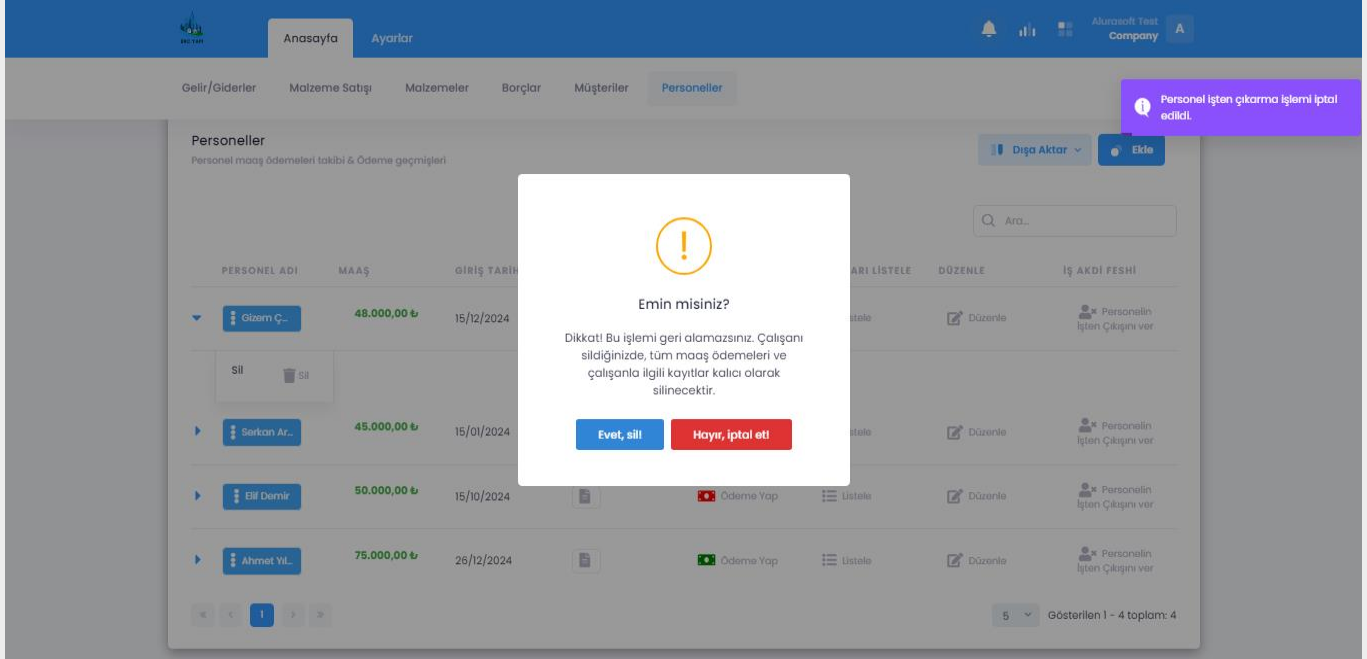 Anasayfa
Ayarlar
Alurasoft Test
Company
A
Gelir/Giderler
Malzeme Satışı
Malzemeler
Borçlar
Müşteriler
Personeller
Personel işten çıkarma işlemi iptal
edildi.
Personeller
Personel maaş ödemeleri takibi & Ödeme geçmişleri
Dışa Aktar
Ekle
Ara...
PERSONEL ADI
MAAŞ
GİRİŞ TARİH
ARI LİSTELE
DÜZENLE
İŞ AKDİ FESHİ
Gizem Ç...
48.000,00 ₺
15/12/2024
Düzenle
Personelin
İşten Çıkışını ver
Sil
Sil
Serkan Ar...
45.000,00 ₺
15/01/2024
Düzenle
Personelin
İşten Çıkışını ver
Elif Demir
50.000,00 ₺
15/10/2024
Ödeme Yap
Listele
Düzenle
Personelin
İşten Çıkışını ver
Ahmet Yıl...
75.000,00 ₺
26/12/2024
Ödeme Yap
Listele
Düzenle
Personelin
İşten Çıkışını ver
« ‹ 1 › »
5
Gösterilen 1 - 4 toplam: 4
Emin misiniz?
Dikkat! Bu işlemi geri alamazsınız. Çalışanı
sildiğinizde, tüm maaş ödemeleri ve
çalışanla ilgili kayıtlar kalıcı olarak
silinecektir.
Evet, sil!
Hayır, iptal et!